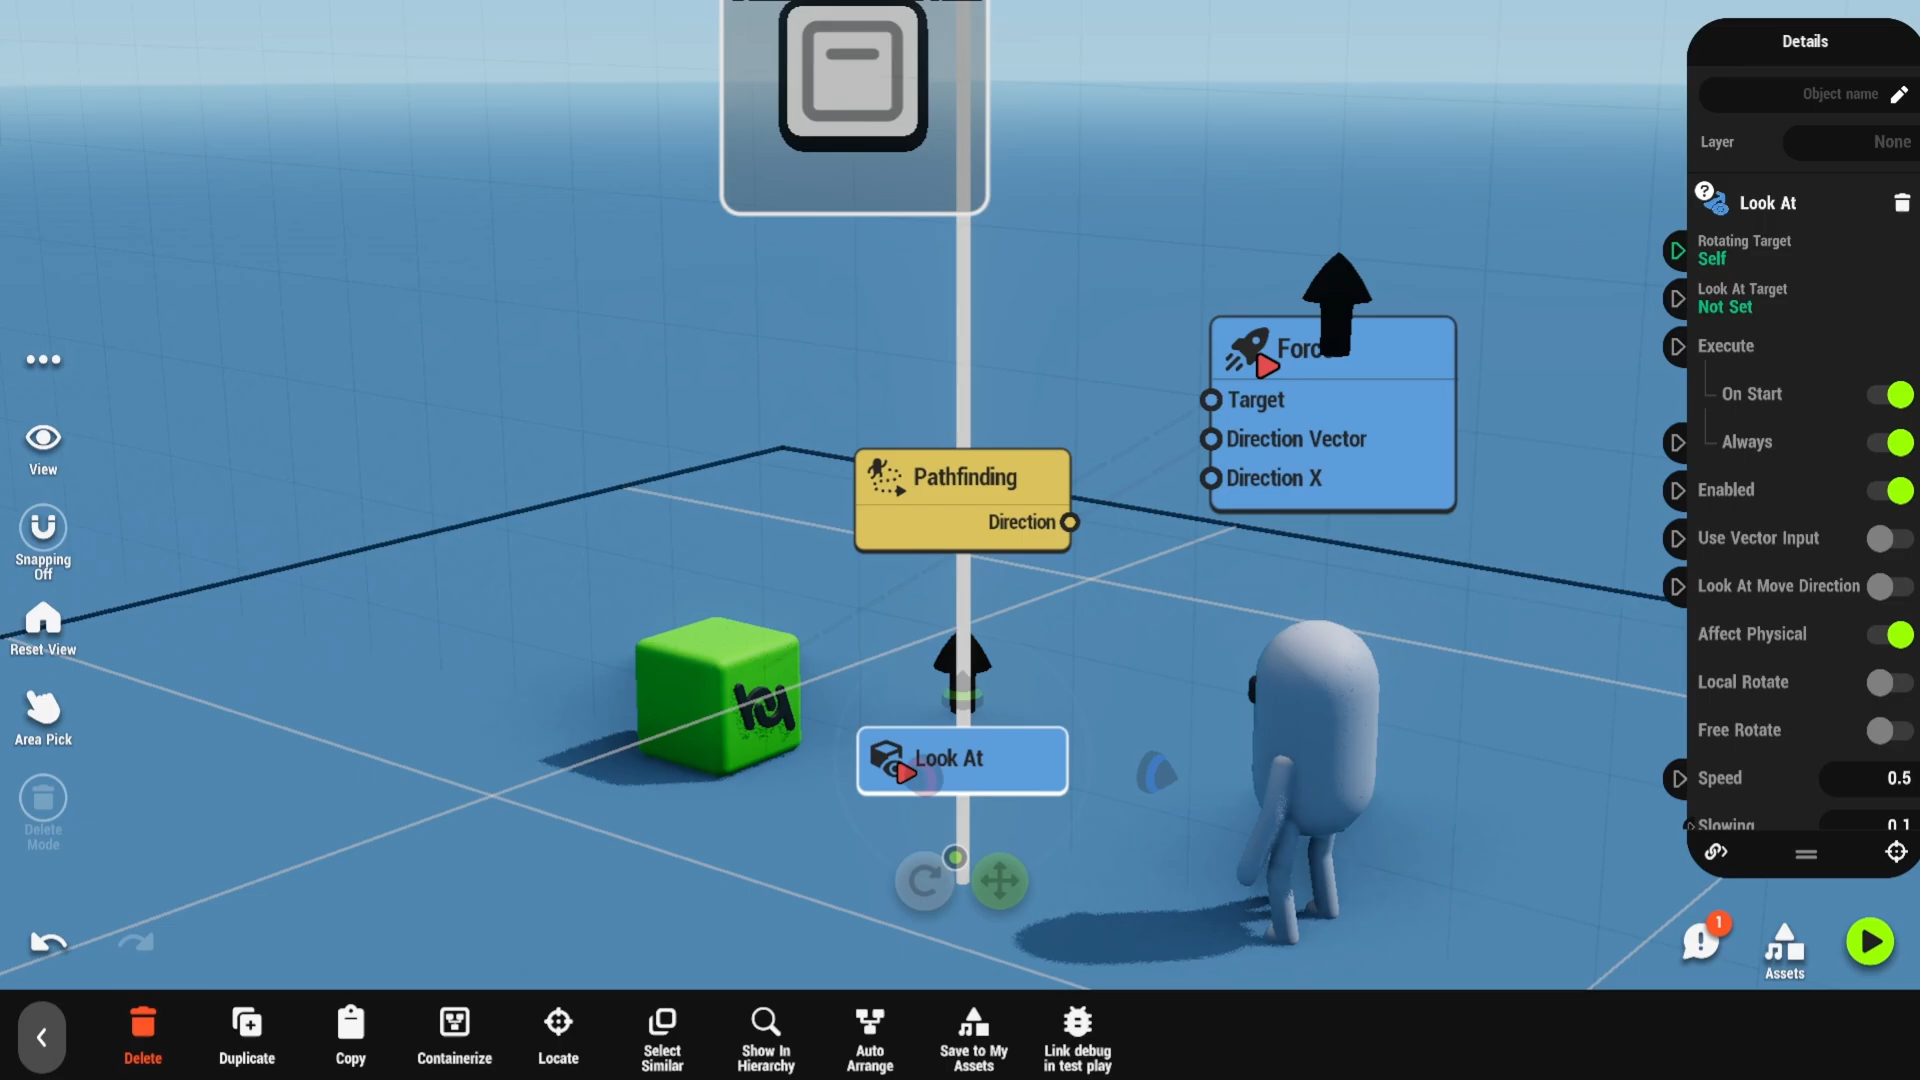 Details
Object name
Layer
None
Look At
Rotating Target
Self
Look At Target
Not Set
Execute
On Start
Always
Enabled
Use Vector Input
Look At Move Direction
Affect Physical
Local Rotate
Free Rotate
Speed
0.5
Slowing
0.1
Target
Direction Vector
Direction X
Pathfinding
Direction
Look At
View
Snapping
Off
Reset View
Area Pick
Delete
Mode
1
Assets
Delete
Duplicate
Copy
Containerize
Locate
Select
Similar
Show In
Hierarchy
Auto
Arrange
Save to My
Assets
Link debug
in test play